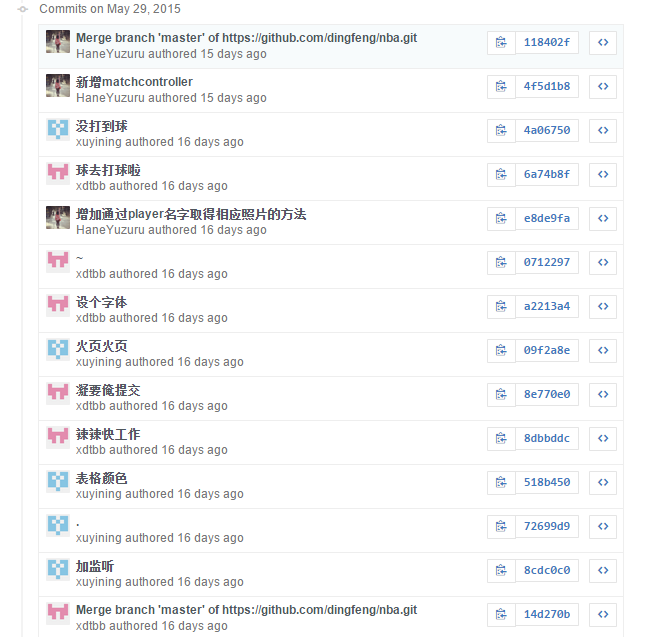 Commits on May 29, 2015
Merge branch 'master' of https://github.com/dingfeng/nba.git
HaneYuzuru authored 15 days ago
118402f
新增matchcontroller
HaneYuzuru authored 15 days ago
4f5d1b8
没打到球
xuyining authored 16 days ago
4a06750
球去打球啦
xdtbb authored 16 days ago
6a74b8f
增加通过player名字取得相应照片的方法
HaneYuzuru authored 16 days ago
e8de9fa
~
xdtbb authored 16 days ago
0712297
设个字体
xdtbb authored 16 days ago
a2213a4
火页火页
xuyining authored 16 days ago
09f2a8e
凝要俺提交
xdtbb authored 16 days ago
8e770e0
辣辣快工作
xdtbb authored 16 days ago
8dbbddc
表格颜色
xuyining authored 16 days ago
518b450
.
xuyining authored 16 days ago
72699d9
加监听
xuyining authored 16 days ago
8cdc0c0
Merge branch 'master' of https://github.com/dingfeng/nba.git
xdtbb authored 16 days ago
14d270b